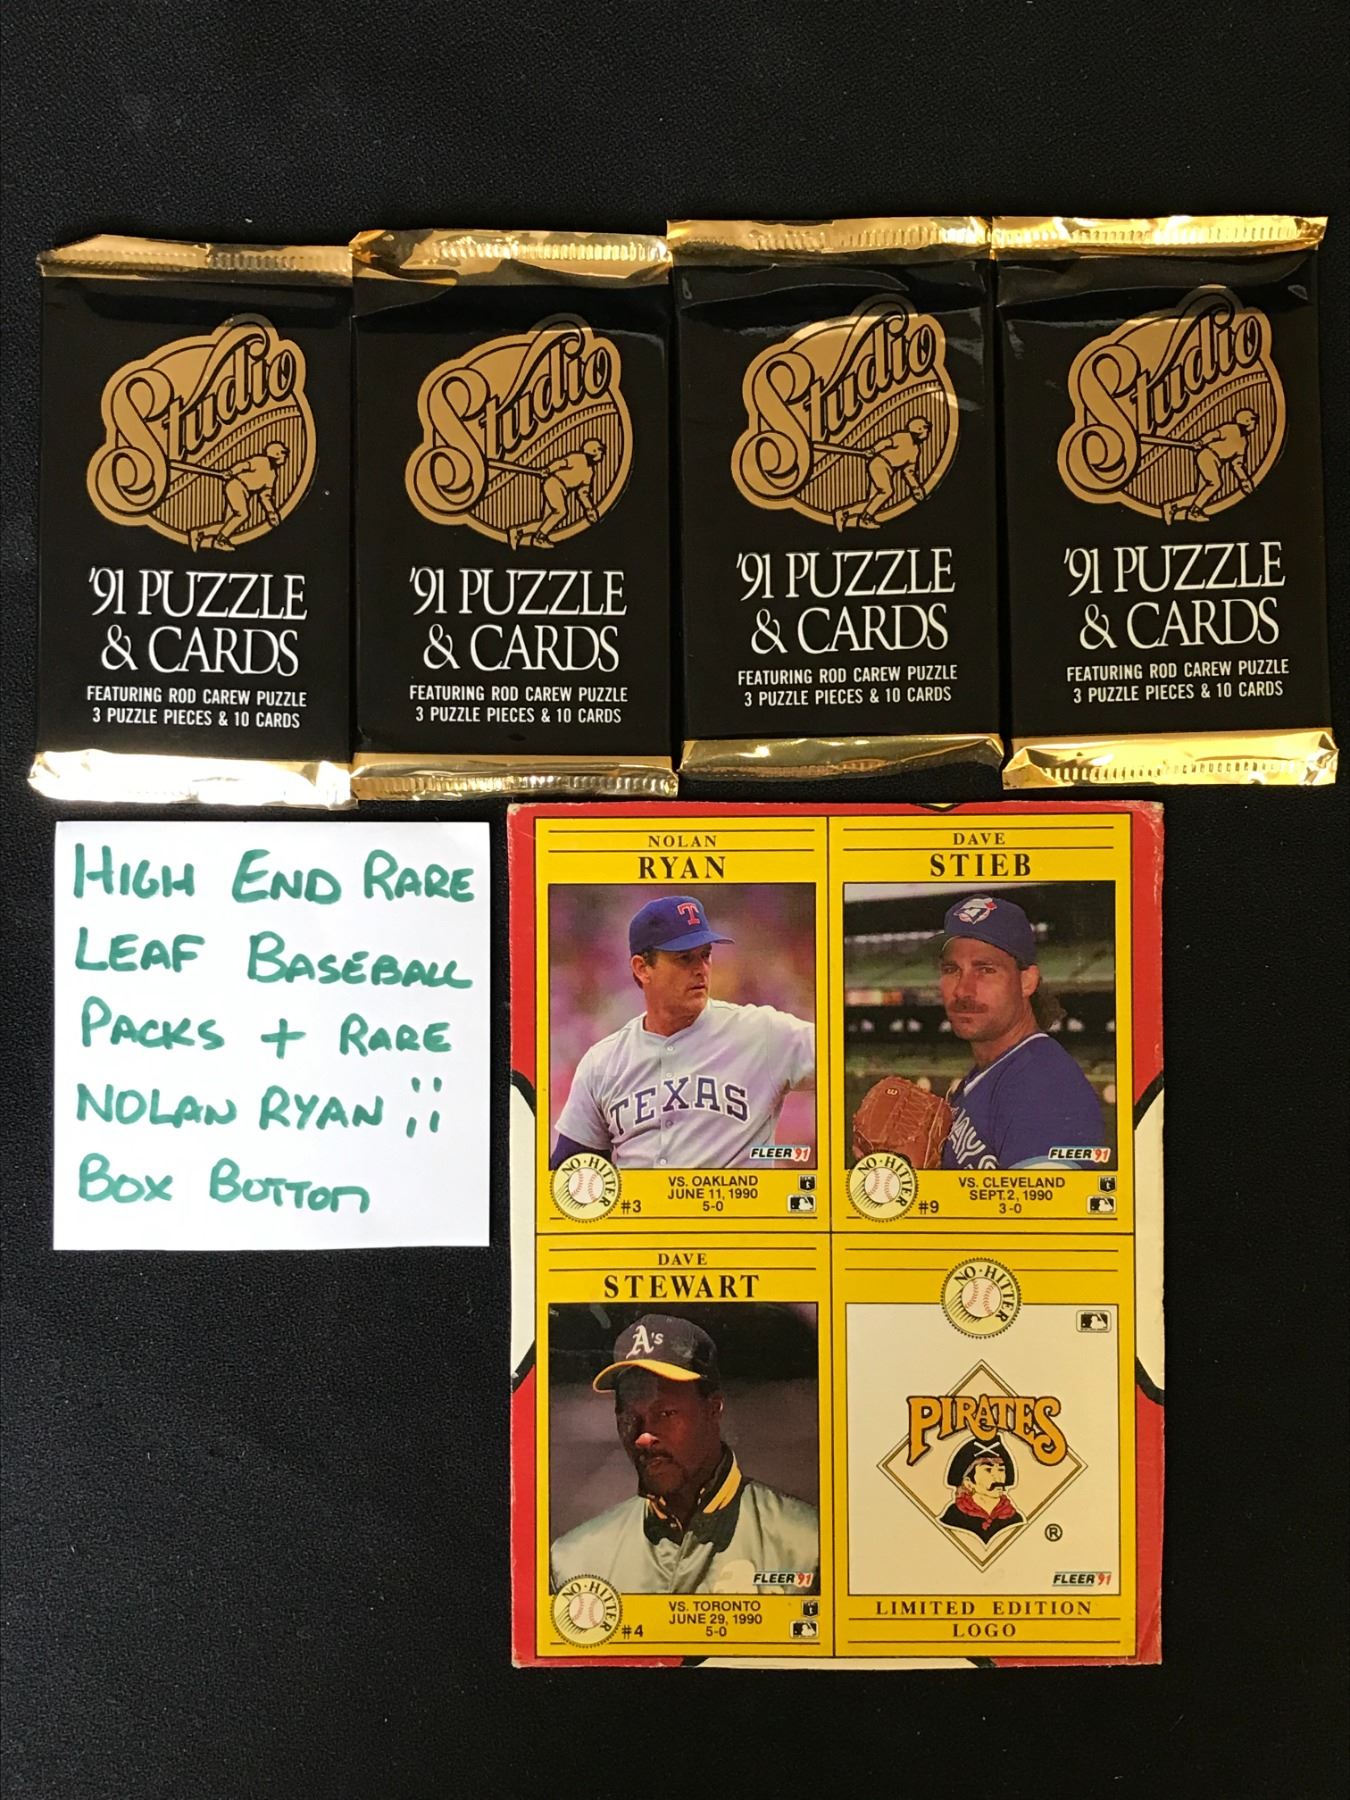 Studio
'91 PUZZLE
& CARDS
FEATURING ROD CAREW PUZZLE
3 PUZZLE PIECES & 10 CARDS
Studio
'91 PUZZLE
& CARDS
FEATURING ROD CAREW PUZZLE
3 PUZZLE PIECES & 10 CARDS
Studio
'91 PUZZLE
& CARDS
FEATURING ROD CAREW PUZZLE
3 PUZZLE PIECES & 10 CARDS
Studio
'91 PUZZLE
& CARDS
FEATURING ROD CAREW PUZZLE
3 PUZZLE PIECES & 10 CARDS
HIGH END RARE
LEAF BASEBALL
PACKS + RARE
NOLAN RYAN
BOX BOTTOM
NOLAN
RYAN
T
TEXAS
FLEER '91
NO-HITTER
#3
VS. OAKLAND
JUNE 11, 1990
5-0
DAVE
STIEB
FLEER '91
NO-HITTER
#9
VS. CLEVELAND
SEPT. 2, 1990
3-0
DAVE
STEWART
A's
FLEER '91
NO-HITTER
#4
VS. TORONTO
JUNE 29, 1990
5-0
NO-HITTER
PIRATES
®
FLEER '91
LIMITED EDITION
LOGO